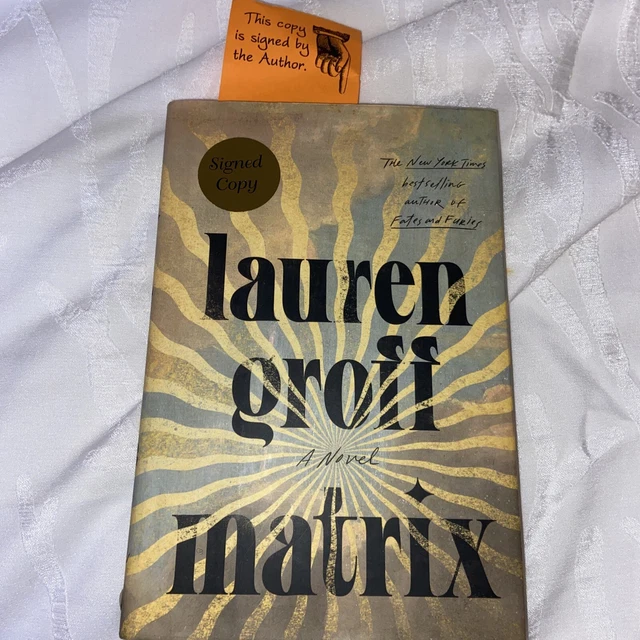 This copy
is signed by
the Author.
Signed
Copy
The New York Times
bestselling
author of
Fates and Furies
lauren
groff
A Novel
matrix